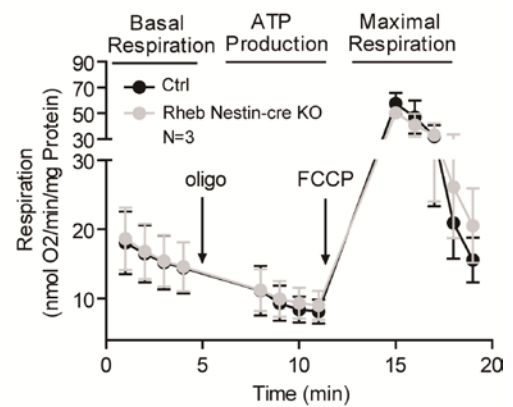 Basal Respiration
ATP Production
Maximal Respiration
90
70
50
30
30
20
10
Ctrl
Rheb Nestin-cre KO
N=3
oligo
FCCP
Respiration
(nmol O2/min/mg Protein)
0
5
10
15
20
Time (min)